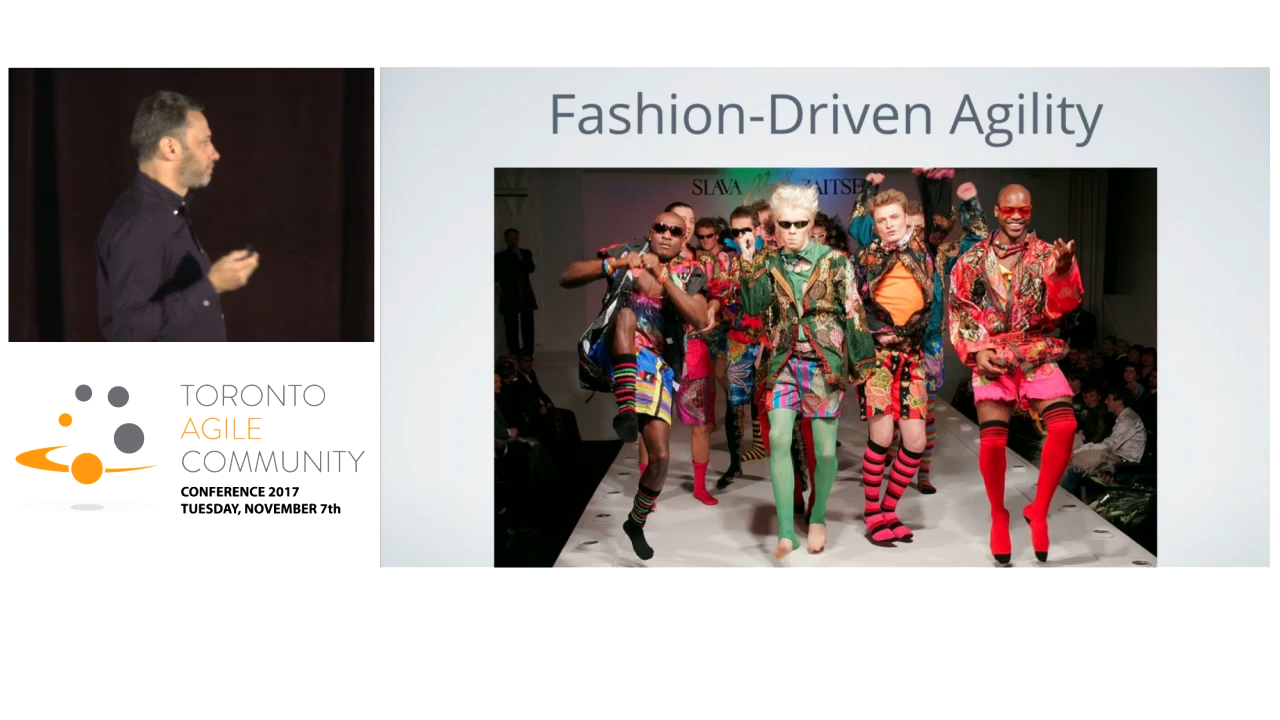 Fashion-Driven Agility
SLAVA ZAITSE
TORONTO
AGILE
COMMUNITY
CONFERENCE 2017
TUESDAY, NOVEMBER 7th